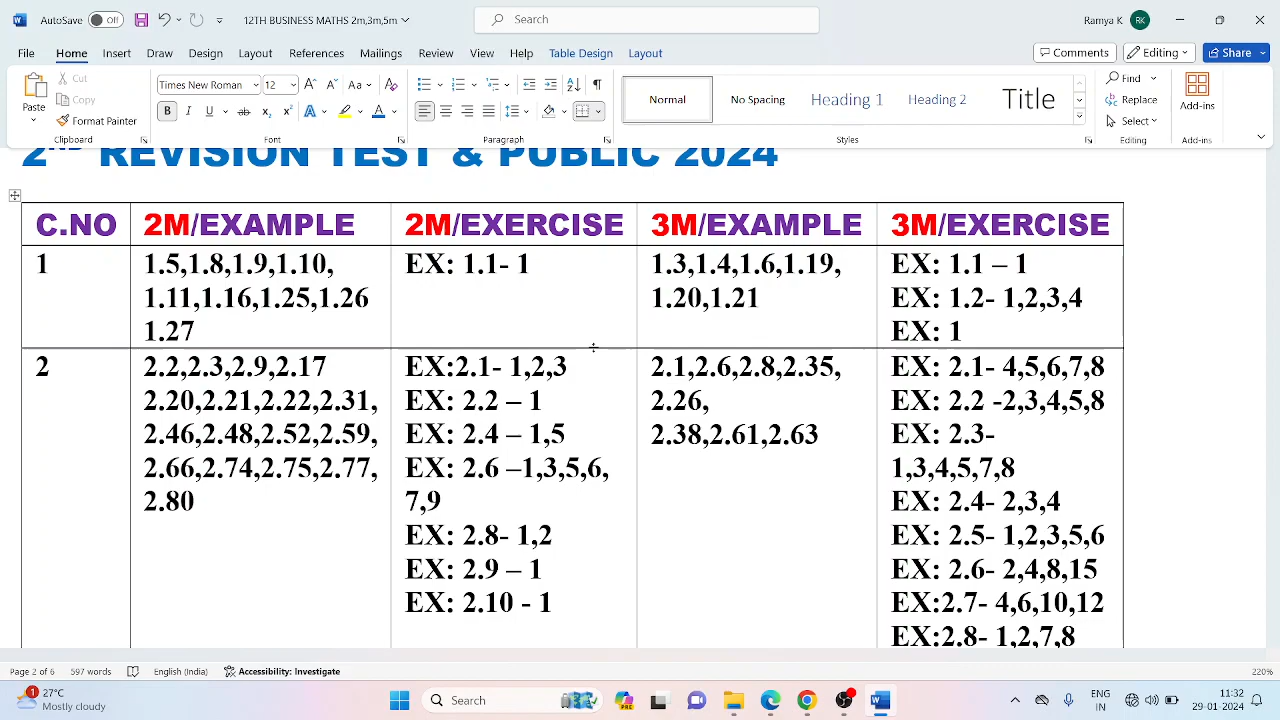 AutoSave Off 12TH BUSINESS MATHS 2m,3m,5m Search Ramya K RK
File Home Insert Draw Design Layout References Mailings Review View Help Table Design Layout Comments Editing Share
Paste Cut Copy Format Painter
Times New Roman 12
Normal No Spacing Heading 1 Heading 2 Title
Find Replace Select Add-ins
Clipboard Font Paragraph Styles Editing Add-ins
2ND REVISION TEST & PUBLIC 2024
C.NO 2M/EXAMPLE 2M/EXERCISE 3M/EXAMPLE 3M/EXERCISE
1
1.5,1.8,1.9,1.10,
1.11,1.16,1.25,1.26
1.27
EX: 1.1- 1
1.3,1.4,1.6,1.19,
1.20,1.21
EX: 1.1 – 1
EX: 1.2- 1,2,3,4
EX: 1
2
2.2,2.3,2.9,2.17
2.20,2.21,2.22,2.31,
2.46,2.48,2.52,2.59,
2.66,2.74,2.75,2.77,
2.80
EX:2.1- 1,2,3
EX: 2.2 – 1
EX: 2.4 – 1,5
EX: 2.6 –1,3,5,6,
7,9
EX: 2.8- 1,2
EX: 2.9 – 1
EX: 2.10 - 1
2.1,2.6,2.8,2.35,
2.26,
2.38,2.61,2.63
EX: 2.1- 4,5,6,7,8
EX: 2.2 -2,3,4,5,8
EX: 2.3-
1,3,4,5,7,8
EX: 2.4- 2,3,4
EX: 2.5- 1,2,3,5,6
EX: 2.6- 2,4,8,15
EX:2.7- 4,6,10,12
EX:2.8- 1,2,7,8
Page 2 of 6 597 words English (India) Accessibility: Investigate 220%
1 27°C
Mostly cloudy
Search
ENG
IN
11:32
29-01-2024